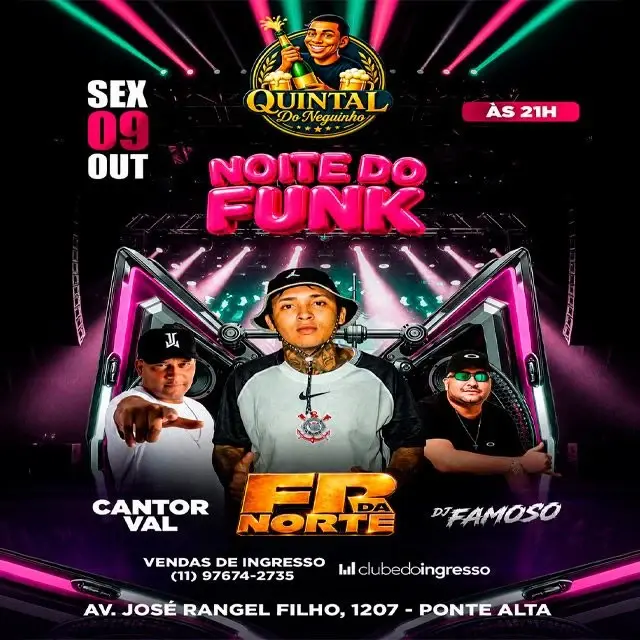 QUINTAL
Do Neguinho
SEX
09
OUT
ÀS 21H
NOITE DO
FUNK
CANTOR
VAL
FR
DA
NORTE
DJ FAMOSO
VENDAS DE INGRESSO
(11) 97674-2735
clubedoingresso
AV. JOSÉ RANGEL FILHO, 1207 - PONTE ALTA